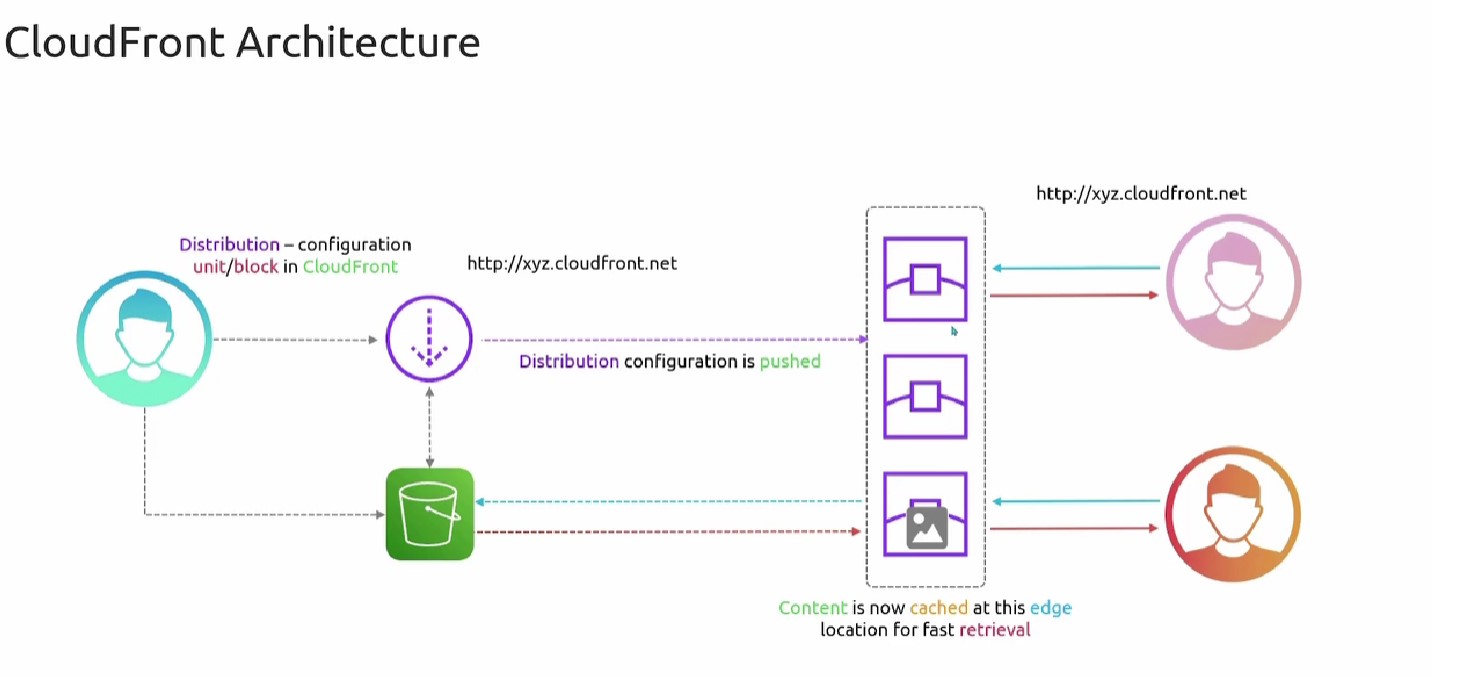 CloudFront Architecture
http://xyz.cloudfront.net
Distribution – configuration
unit/block in CloudFront
http://xyz.cloudfront.net
Distribution configuration is pushed
Content is now cached at this edge
location for fast retrieval